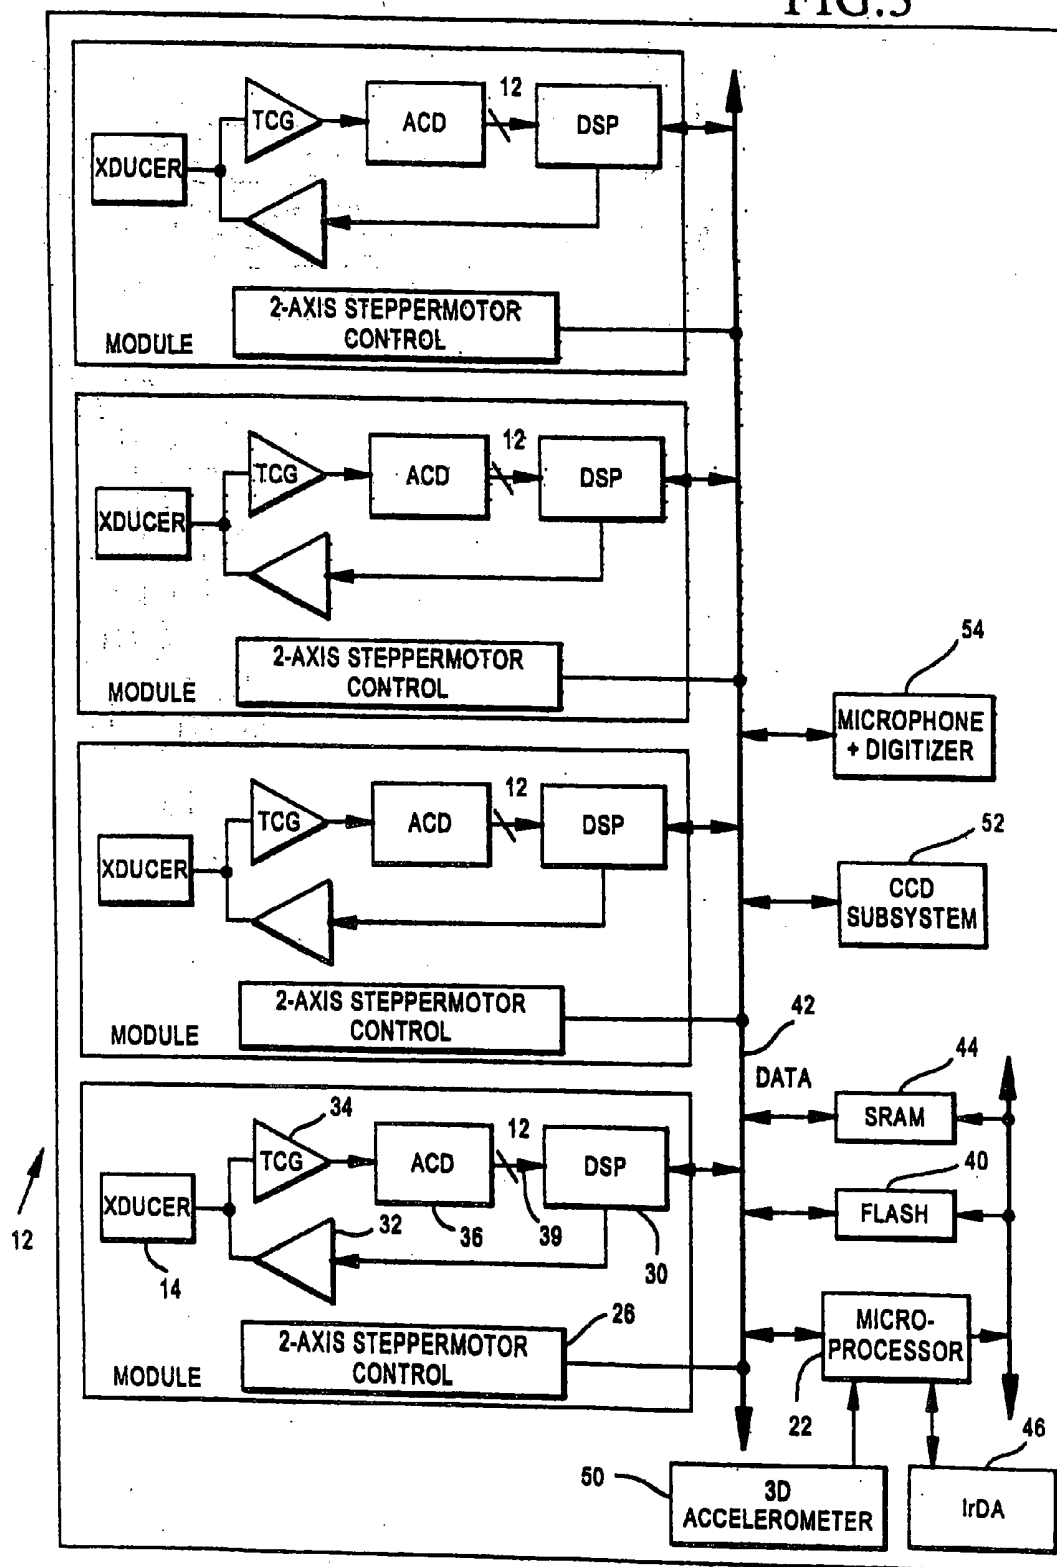 FIG.3
12
TCG
ACD
DSP
XDUCER
2-AXIS STEPPERMOTOR
CONTROL
MODULE
12
TCG
ACD
DSP
XDUCER
2-AXIS STEPPERMOTOR
CONTROL
MODULE
54
MICROPHONE
+ DIGITIZER
12
TCG
ACD
DSP
XDUCER
52
CCD
SUBSYSTEM
2-AXIS STEPPERMOTOR
CONTROL
MODULE
42
DATA
44
SRAM
34
12
TCG
ACD
DSP
XDUCER
40
FLASH
32
36
39
30
14
12
26
2-AXIS STEPPERMOTOR
CONTROL
MODULE
MICRO-
PROCESSOR
22
46
50
3D
ACCELEROMETER
IrDA